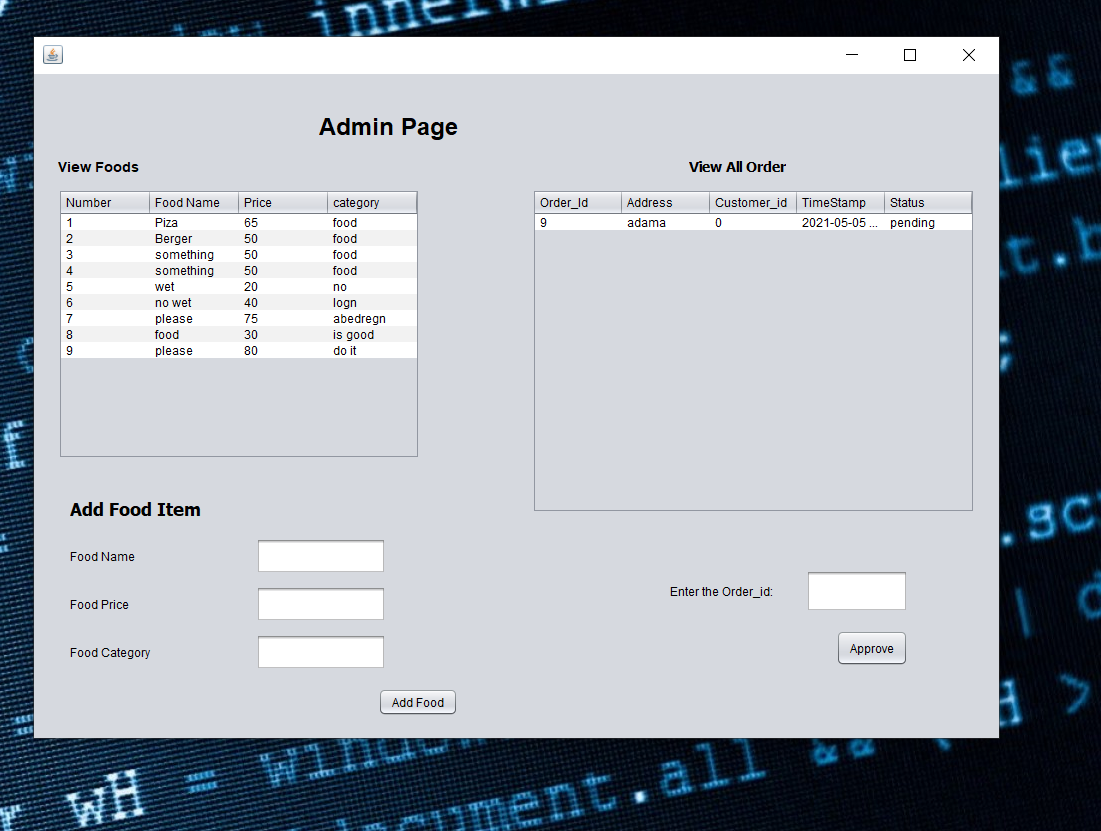 Admin Page
View Foods
Number Food Name Price category
1 Piza 65 food
2 Berger 50 food
3 something 50 food
4 something 50 food
5 wet 20 no
6 no wet 40 logn
7 please 75 abedregn
8 food 30 is good
9 please 80 do it
View All Order
Order_Id Address Customer_id TimeStamp Status
9 adama 0 2021-05-05 ... pending
Add Food Item
Food Name
Food Price
Food Category
Add Food
Enter the Order_id:
Approve
&&
wH =
document.all &&